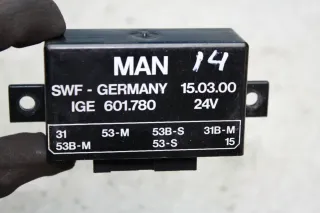 MAN 14
SWF - GERMANY 15.03.00
IGE 601.780 24V
31 53-M 53B-S 31B-M
53B-M 53-S 15